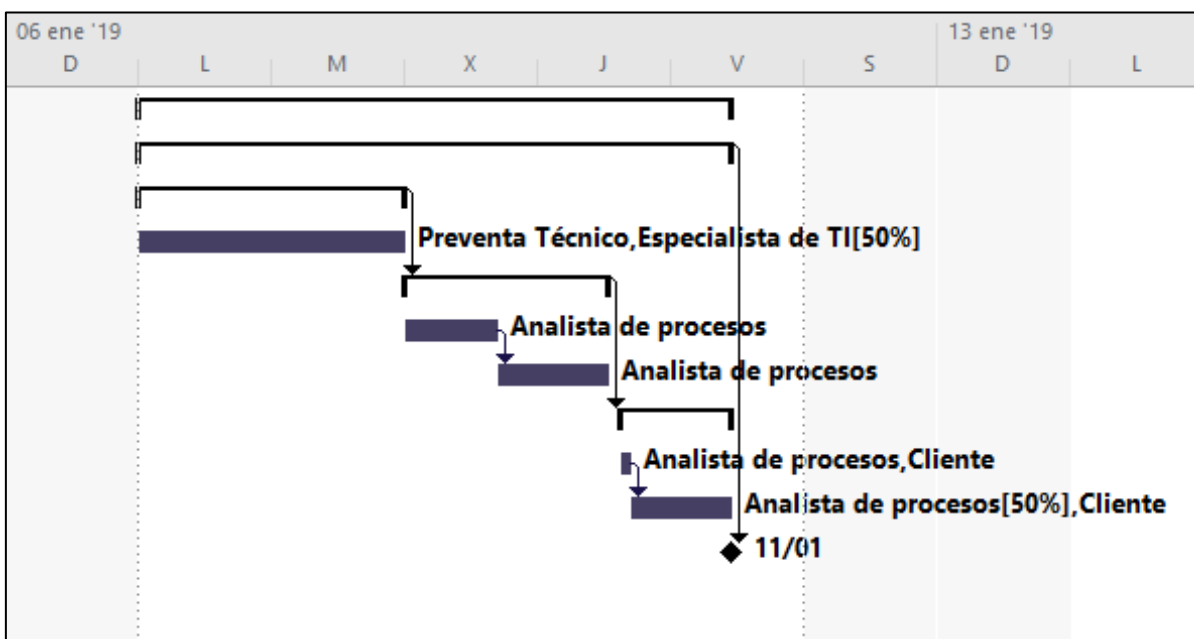 06 ene '19 13 ene '19
D L M X J V S D L
Preventa Técnico,Especialista de TI[50%]
Analista de procesos
Analista de procesos
Analista de procesos,Cliente
Analista de procesos[50%],Cliente
11/01